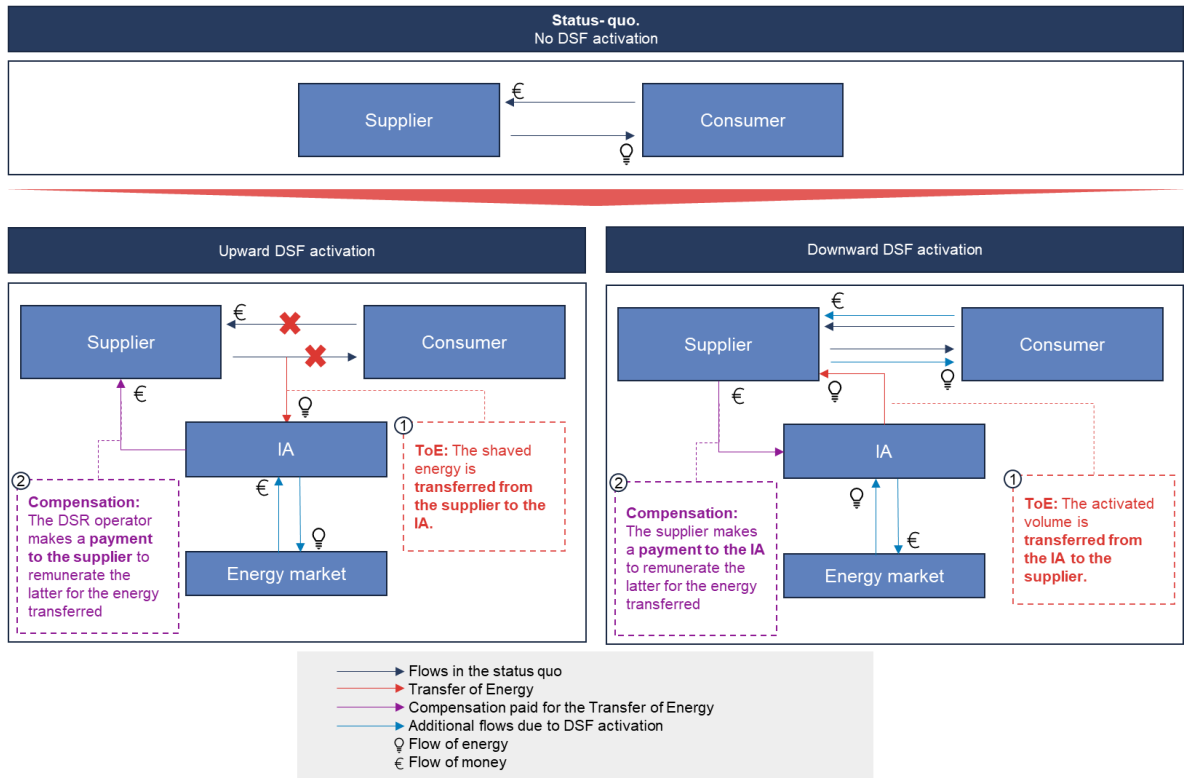 Status- quo.
No DSF activation
€
Supplier
Consumer
Upward DSF activation
€
Supplier
Consumer
€
IA
1
ToE: The shaved
energy is
transferred from
the supplier to the
IA.
2
Compensation:
The DSR operator
makes a payment
to the supplier to
remunerate the
latter for the energy
transferred
€
Energy market
Downward DSF activation
€
Supplier
Consumer
€
IA
1
ToE: The activated
volume is
transferred from
the IA to the
supplier.
2
Compensation:
The supplier makes
a payment to the IA
to remunerate the
latter for the energy
transferred
€
Energy market
Flows in the status quo
Transfer of Energy
Compensation paid for the Transfer of Energy
Additional flows due to DSF activation
Flow of energy
€ Flow of money